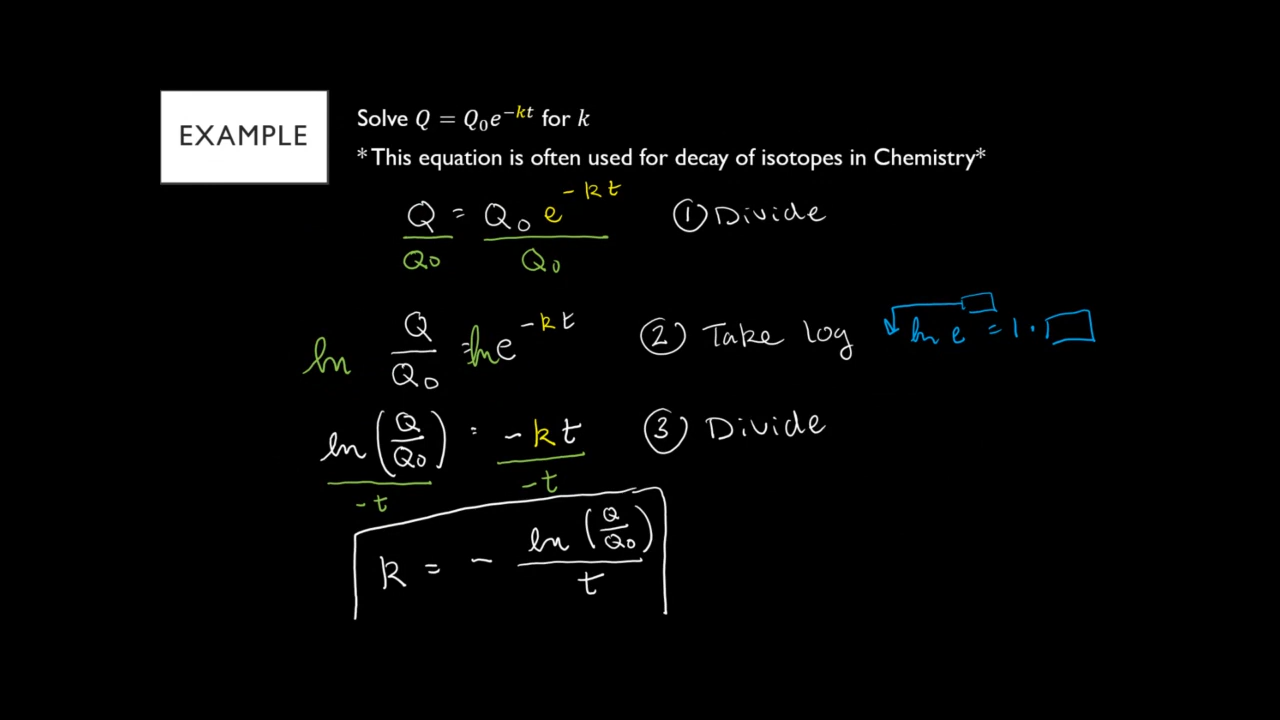 EXAMPLE
Solve Q = Q₀e^{-kt} for k
*This equation is often used for decay of isotopes in Chemistry*
Q/Q₀ = Q₀ e^{-kt}/Q₀ ① Divide
ln Q/Q₀ = ln e^{-kt} ② Take log ln e^□ = 1 · □
ln(Q/Q₀)/-t = -kt/-t ③ Divide
k = - ln(Q/Q₀)/t